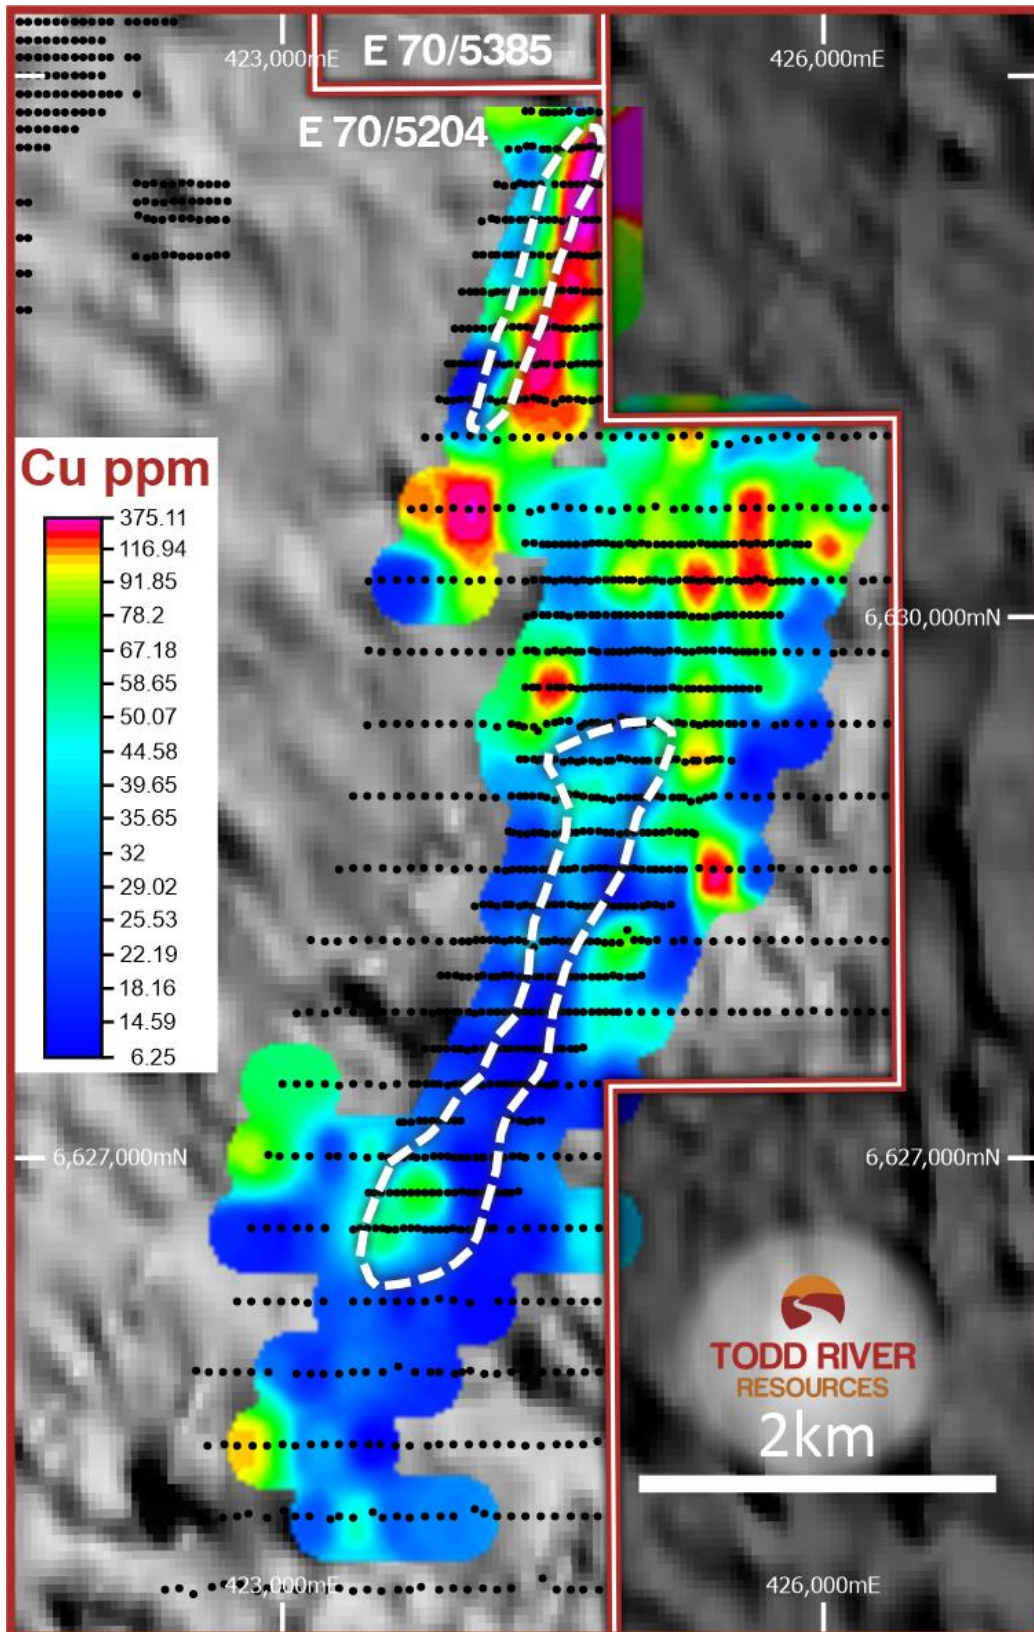 423,000mE
E 70/5385
426,000mE
E 70/5204
Cu ppm
375.11
116.94
91.85
78.2
67.18
58.65
50.07
44.58
39.65
35.65
32
29.02
25.53
22.19
18.16
14.59
6.25
6,630,000mN
6,627,000mN
6,627,000mN
TODD RIVER
RESOURCES
2km
423,000mE
426,000mE